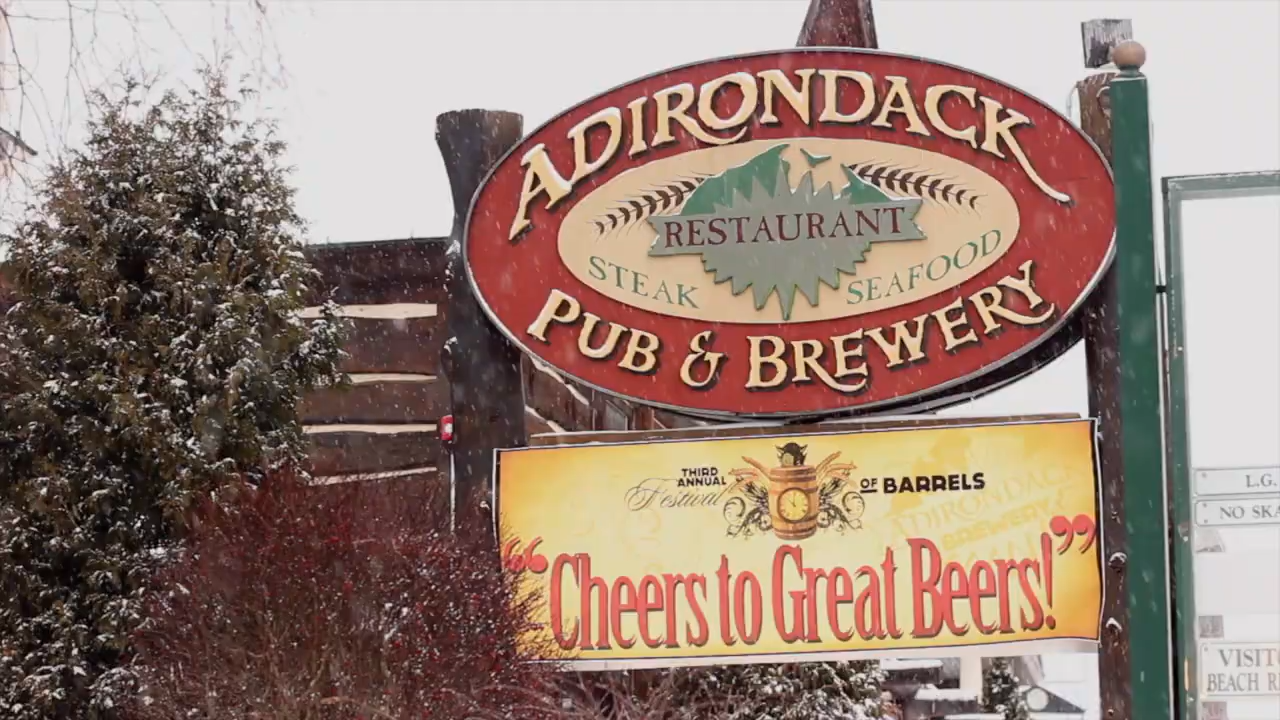 ADIRONDACK
RESTAURANT
STEAK SEAFOOD
PUB & BREWERY
THIRD ANNUAL
Festival OF BARRELS
"Cheers to Great Beers!"
L.G.
NO SKA
VISIT
BEACH